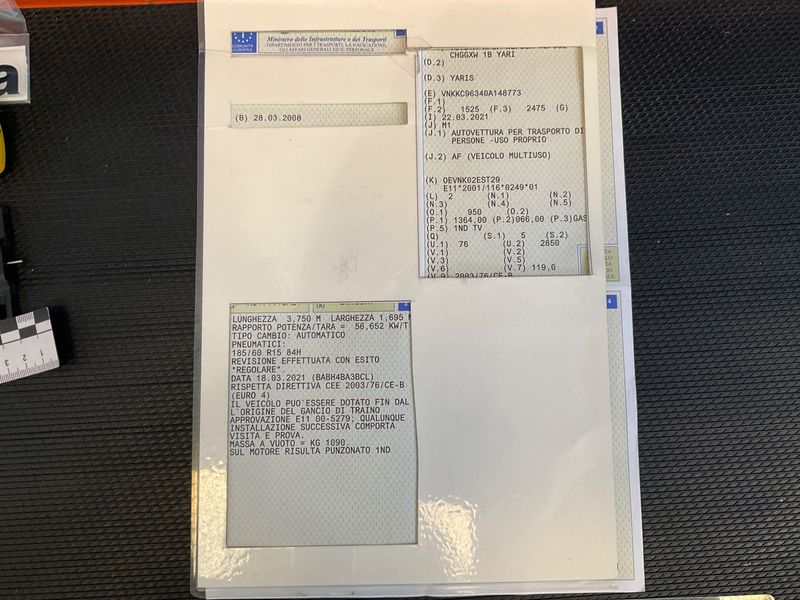 COMUNITÀ
EUROPEA
Ministero delle Infrastrutture e dei Trasporti
DIPARTIMENTO PER I TRASPORTI, LA NAVIGAZIONE,
GLI AFFARI GENERALI ED IL PERSONALE
(B) 28.03.2008
CHGGXW 1B YARI
(D.2)
(D.3) YARIS
(E) VNKKC96340A148773
(F.1)
(F.2) 1525 (F.3) 2475 (G)
(I) 22.03.2021
(J) M1
(J.1) AUTOVETTURA PER TRASPORTO DI
PERSONE -USO PROPRIO
(J.2) AF (VEICOLO MULTIUSO)
(K) OEVNK02EST29
E11*2001/116*0249*01
(L) 2 (N.1) (N.2)
(N.3) (N.4) (N.5)
(O.1) 950 (O.2)
(P.1) 1364,00 (P.2)066,00 (P.3)GAS
(P.5) 1ND TV
(Q) (S.1) 5 (S.2)
(U.1) 76 (U.2) 2850
(V.1) (V.2)
(V.3) (V.5)
(V.6) (V.7) 119,0
(V.9) 2003/76/CE-B
(A)
3
LUNGHEZZA 3,750 M LARGHEZZA 1,695 M
RAPPORTO POTENZA/TARA = 56,652 KW/T
TIPO CAMBIO: AUTOMATICO
PNEUMATICI:
185/60 R15 84H
REVISIONE EFFETTUATA CON ESITO
*REGOLARE*.
DATA 18.03.2021 (BABH4BA3BCL)
RISPETTA DIRETTIVA CEE 2003/76/CE-B
(EURO 4)
IL VEICOLO PUO'ESSERE DOTATO FIN DAL
L'ORIGINE DEL GANCIO DI TRAINO
APPROVAZIONE E11 00-5279; QUALUNQUE
INSTALLAZIONE SUCCESSIVA COMPORTA
VISITA E PROVA.
MASSA A VUOTO = KG 1090.
SUL MOTORE RISULTA PUNZONATO 1ND
4
a
1
2